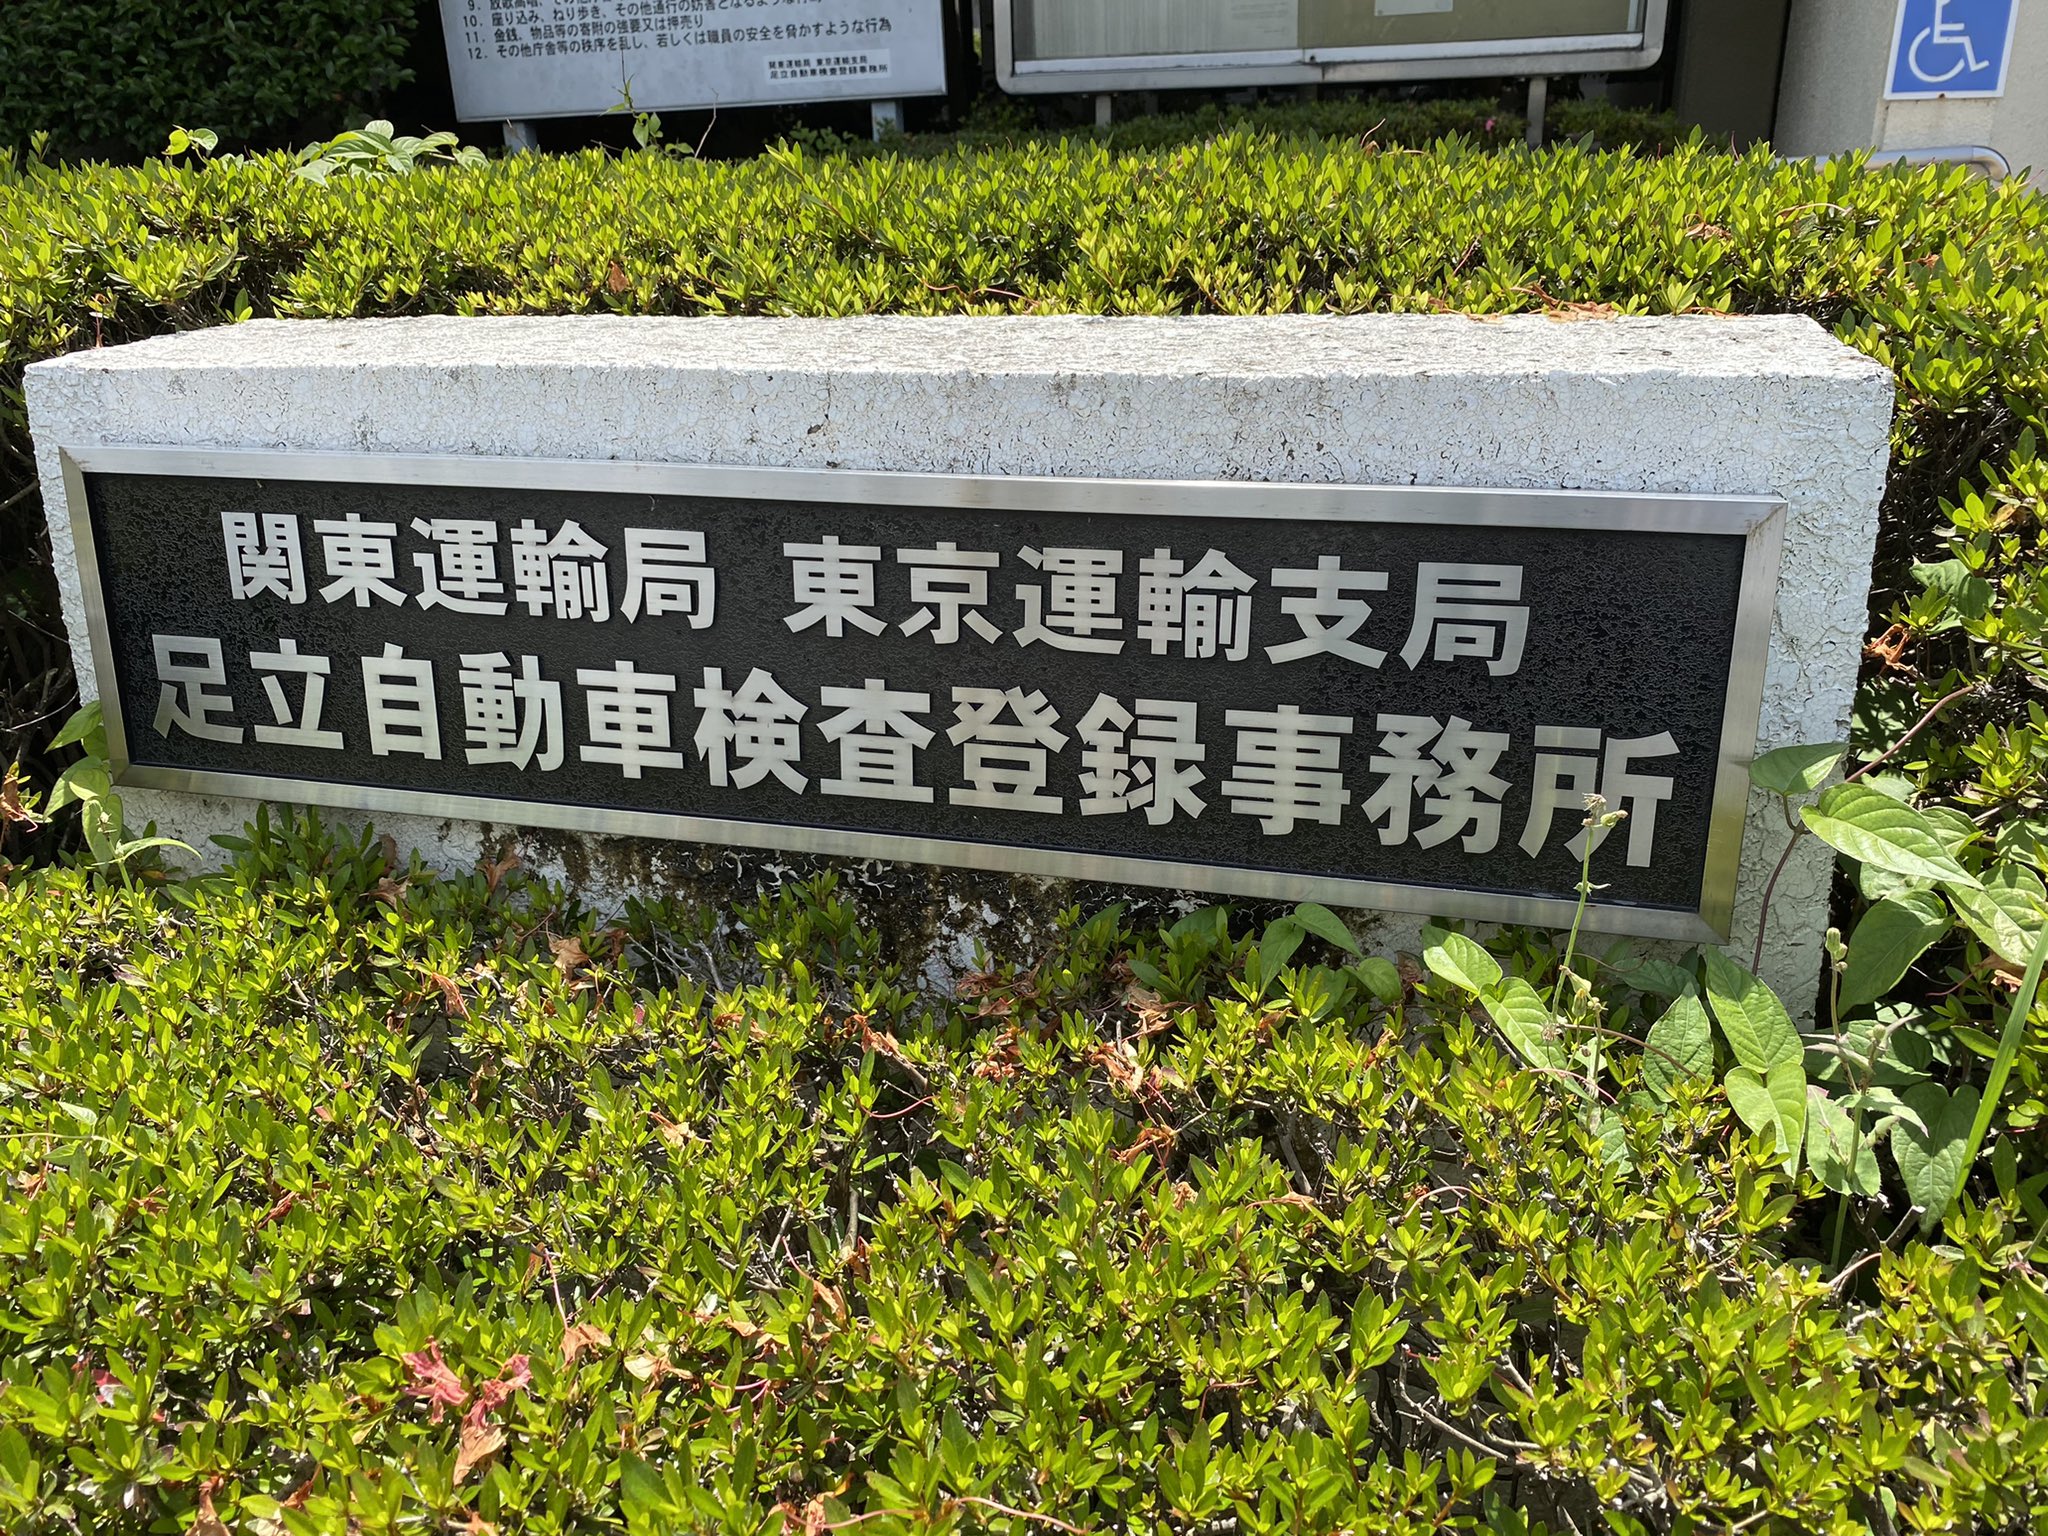 10. 座り込み、ねり歩き、その他通行の妨害となるような行為
11. 金銭、物品等の寄附の強要又は押売り
12. その他庁舎等の秩序を乱し、若しくは職員の安全を脅かすような行為
関東運輸局 東京運輸支局
足立自動車検査登録事務所
関東運輸局 東京運輸支局
足立自動車検査登録事務所